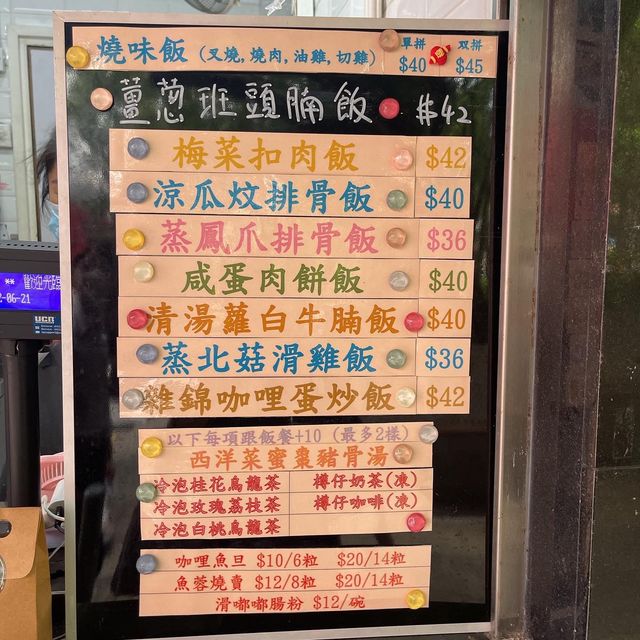 燒味飯 (叉燒, 燒肉, 油雞, 切雞) 單拼 $40 双拼 $45
薑葱班頭腩飯 $42
梅菜扣肉飯 $42
涼瓜炆排骨飯 $40
蒸鳳爪排骨飯 $36
咸蛋肉餅飯 $40
清湯蘿白牛腩飯 $40
蒸北菇滑雞飯 $36
雜錦咖哩蛋炒飯 $42
以下每項跟飯餐+10 (最多2樣)
西洋菜蜜棗豬骨湯
冷泡桂花烏龍茶 樽仔奶茶(凍)
冷泡玫瑰荔枝茶 樽仔咖啡(凍)
冷泡白桃烏龍茶
咖哩魚旦 $10/6粒 $20/14粒
魚蓉燒賣 $12/8粒 $20/14粒
滑嘟嘟腸粉 $12/碗
** 歡迎光臨
-06-21
UCB